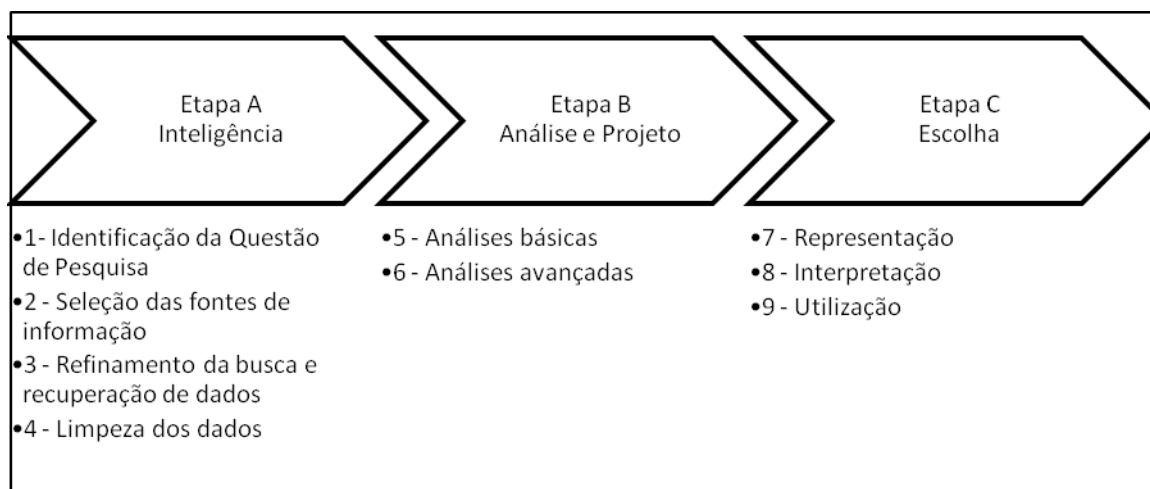 Etapa A
Inteligência
Etapa B
Análise e Projeto
Etapa C
Escolha
•1- Identificação da Questão
de Pesquisa
•2 - Seleção das fontes de
informação
•3 - Refinamento da busca e
recuperação de dados
•4 - Limpeza dos dados
•5 - Análises básicas
•6 - Análises avançadas
•7 - Representação
•8 - Interpretação
•9 - Utilização